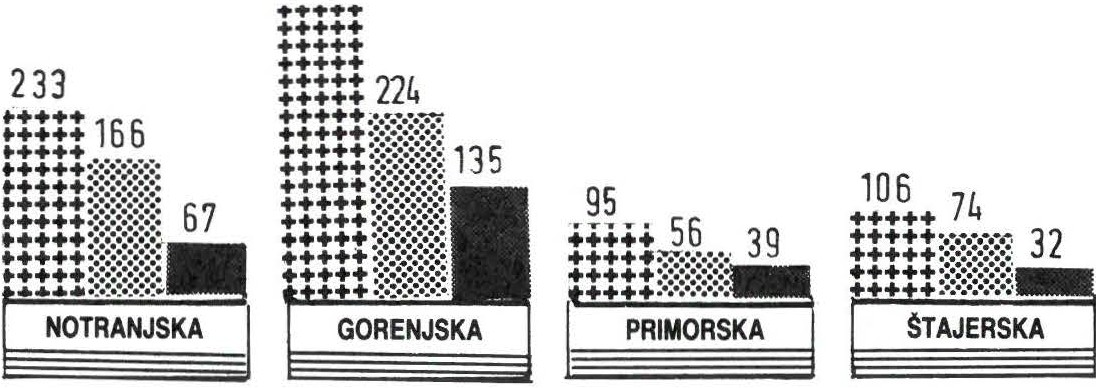 233
166
67
NOTRANJSKA
224
135
GORENJSKA
95
56
39
PRIMORSKA
106
74
32
ŠTAJERSKA